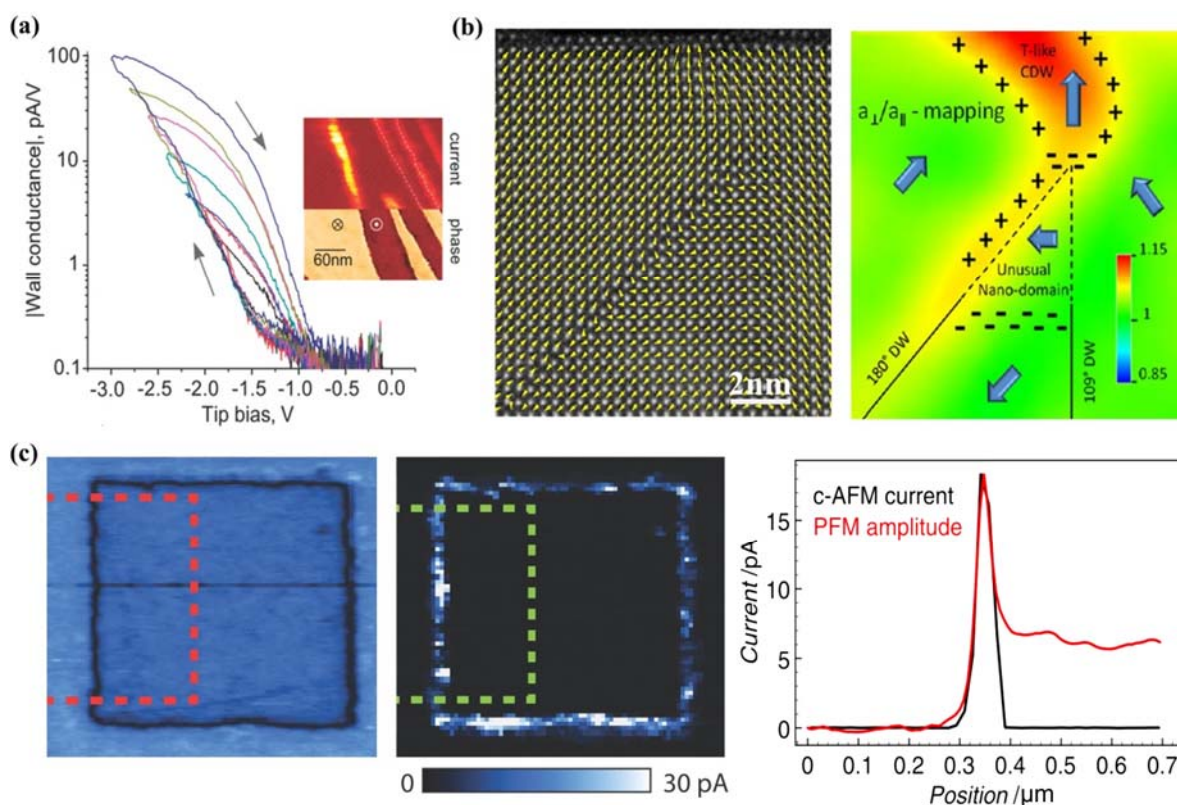 (a)
|Wall conductance|, pA/V
100
10
1
0.1
-3.0 -2.5 -2.0 -1.5 -1.0 -0.5 0.0
Tip bias, V
current
phase
60nm
(b)
2nm
T-like
CDW
a⊥/a∥ - mapping
Unusual
Nano-domain
180° DW
109° DW
1.15
1
0.85
(c)
0 30 pA
c-AFM current
PFM amplitude
Current /pA
15
10
5
0
0 0.1 0.2 0.3 0.4 0.5 0.6 0.7
Position /μm